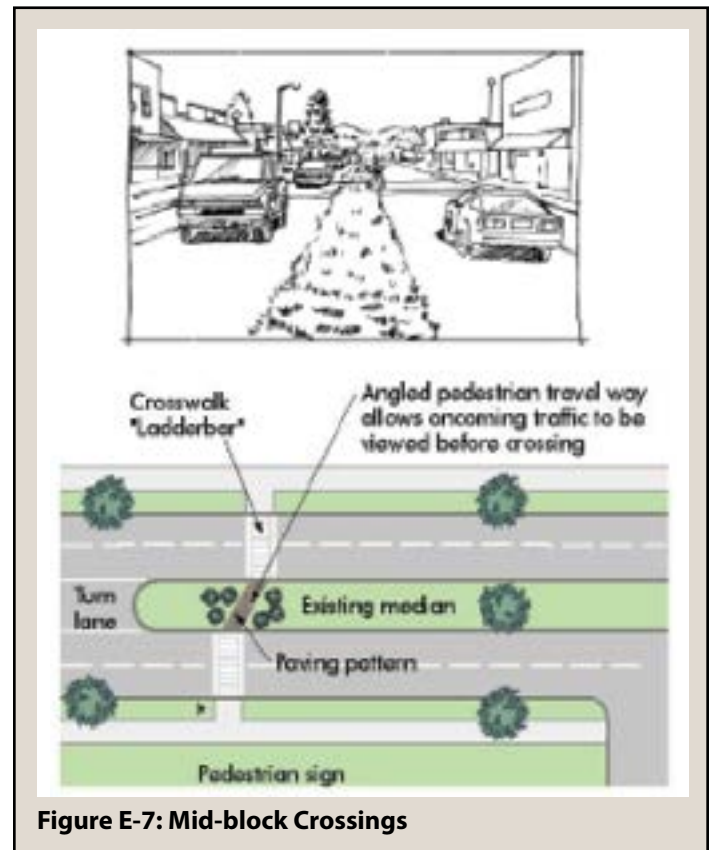 Crosswalk
"Ladderbar"
Angled pedestrian travel way
allows oncoming traffic to be
viewed before crossing
Turn
lane
Existing median
Paving pattern
Pedestrian sign
Figure E-7: Mid-block Crossings